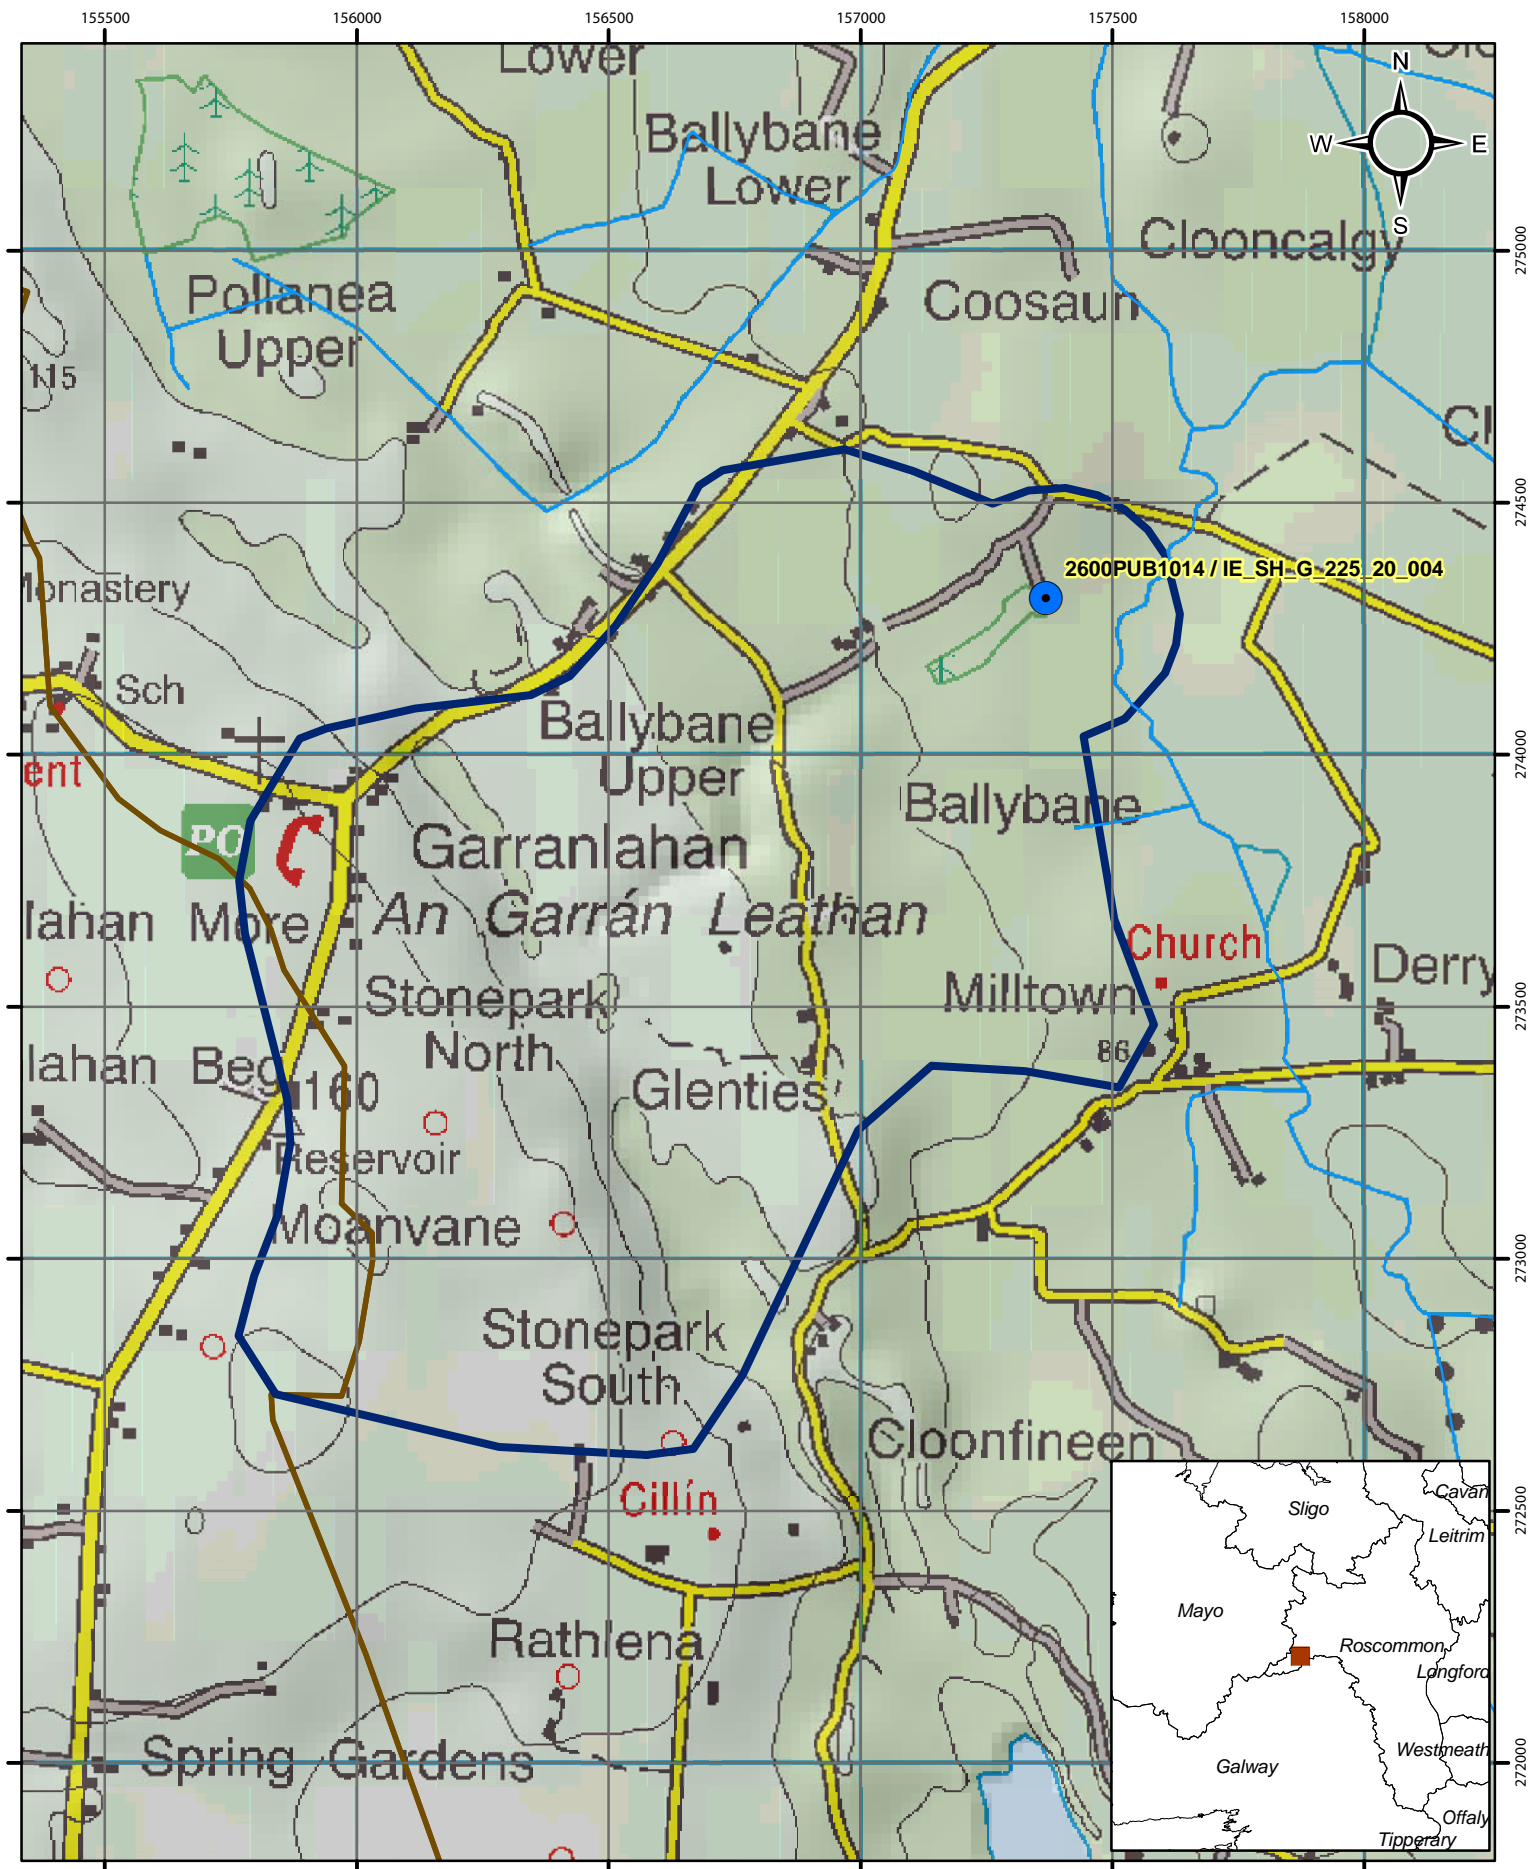 155500 156000 156500 157000 157500 158000
Lower
N
W E
S
Ballybane
Lower
Clooncalgy
275000
Pollanea
Upper
Coosaun
115
Cl
274500
2600PUB1014 / IE_SH_G_225_20_004
Monastery
Sch
Ballybane
Upper
274000
ent
Ballybane
PO
Garranlahan
lahan More
An Garrán Leathan
Church
Milltown
Derry
Stonepark
North
273500
86
lahan Beg
160
Glenties
Reservoir
Moanvane
273000
Stonepark
South
Cloonfineen
Cillín
272500
Rathlena
Spring Gardens
272000
Cavan
Sligo
Leitrim
Mayo
Roscommon
Longford
Westmeath
Galway
Offaly
Tipperary